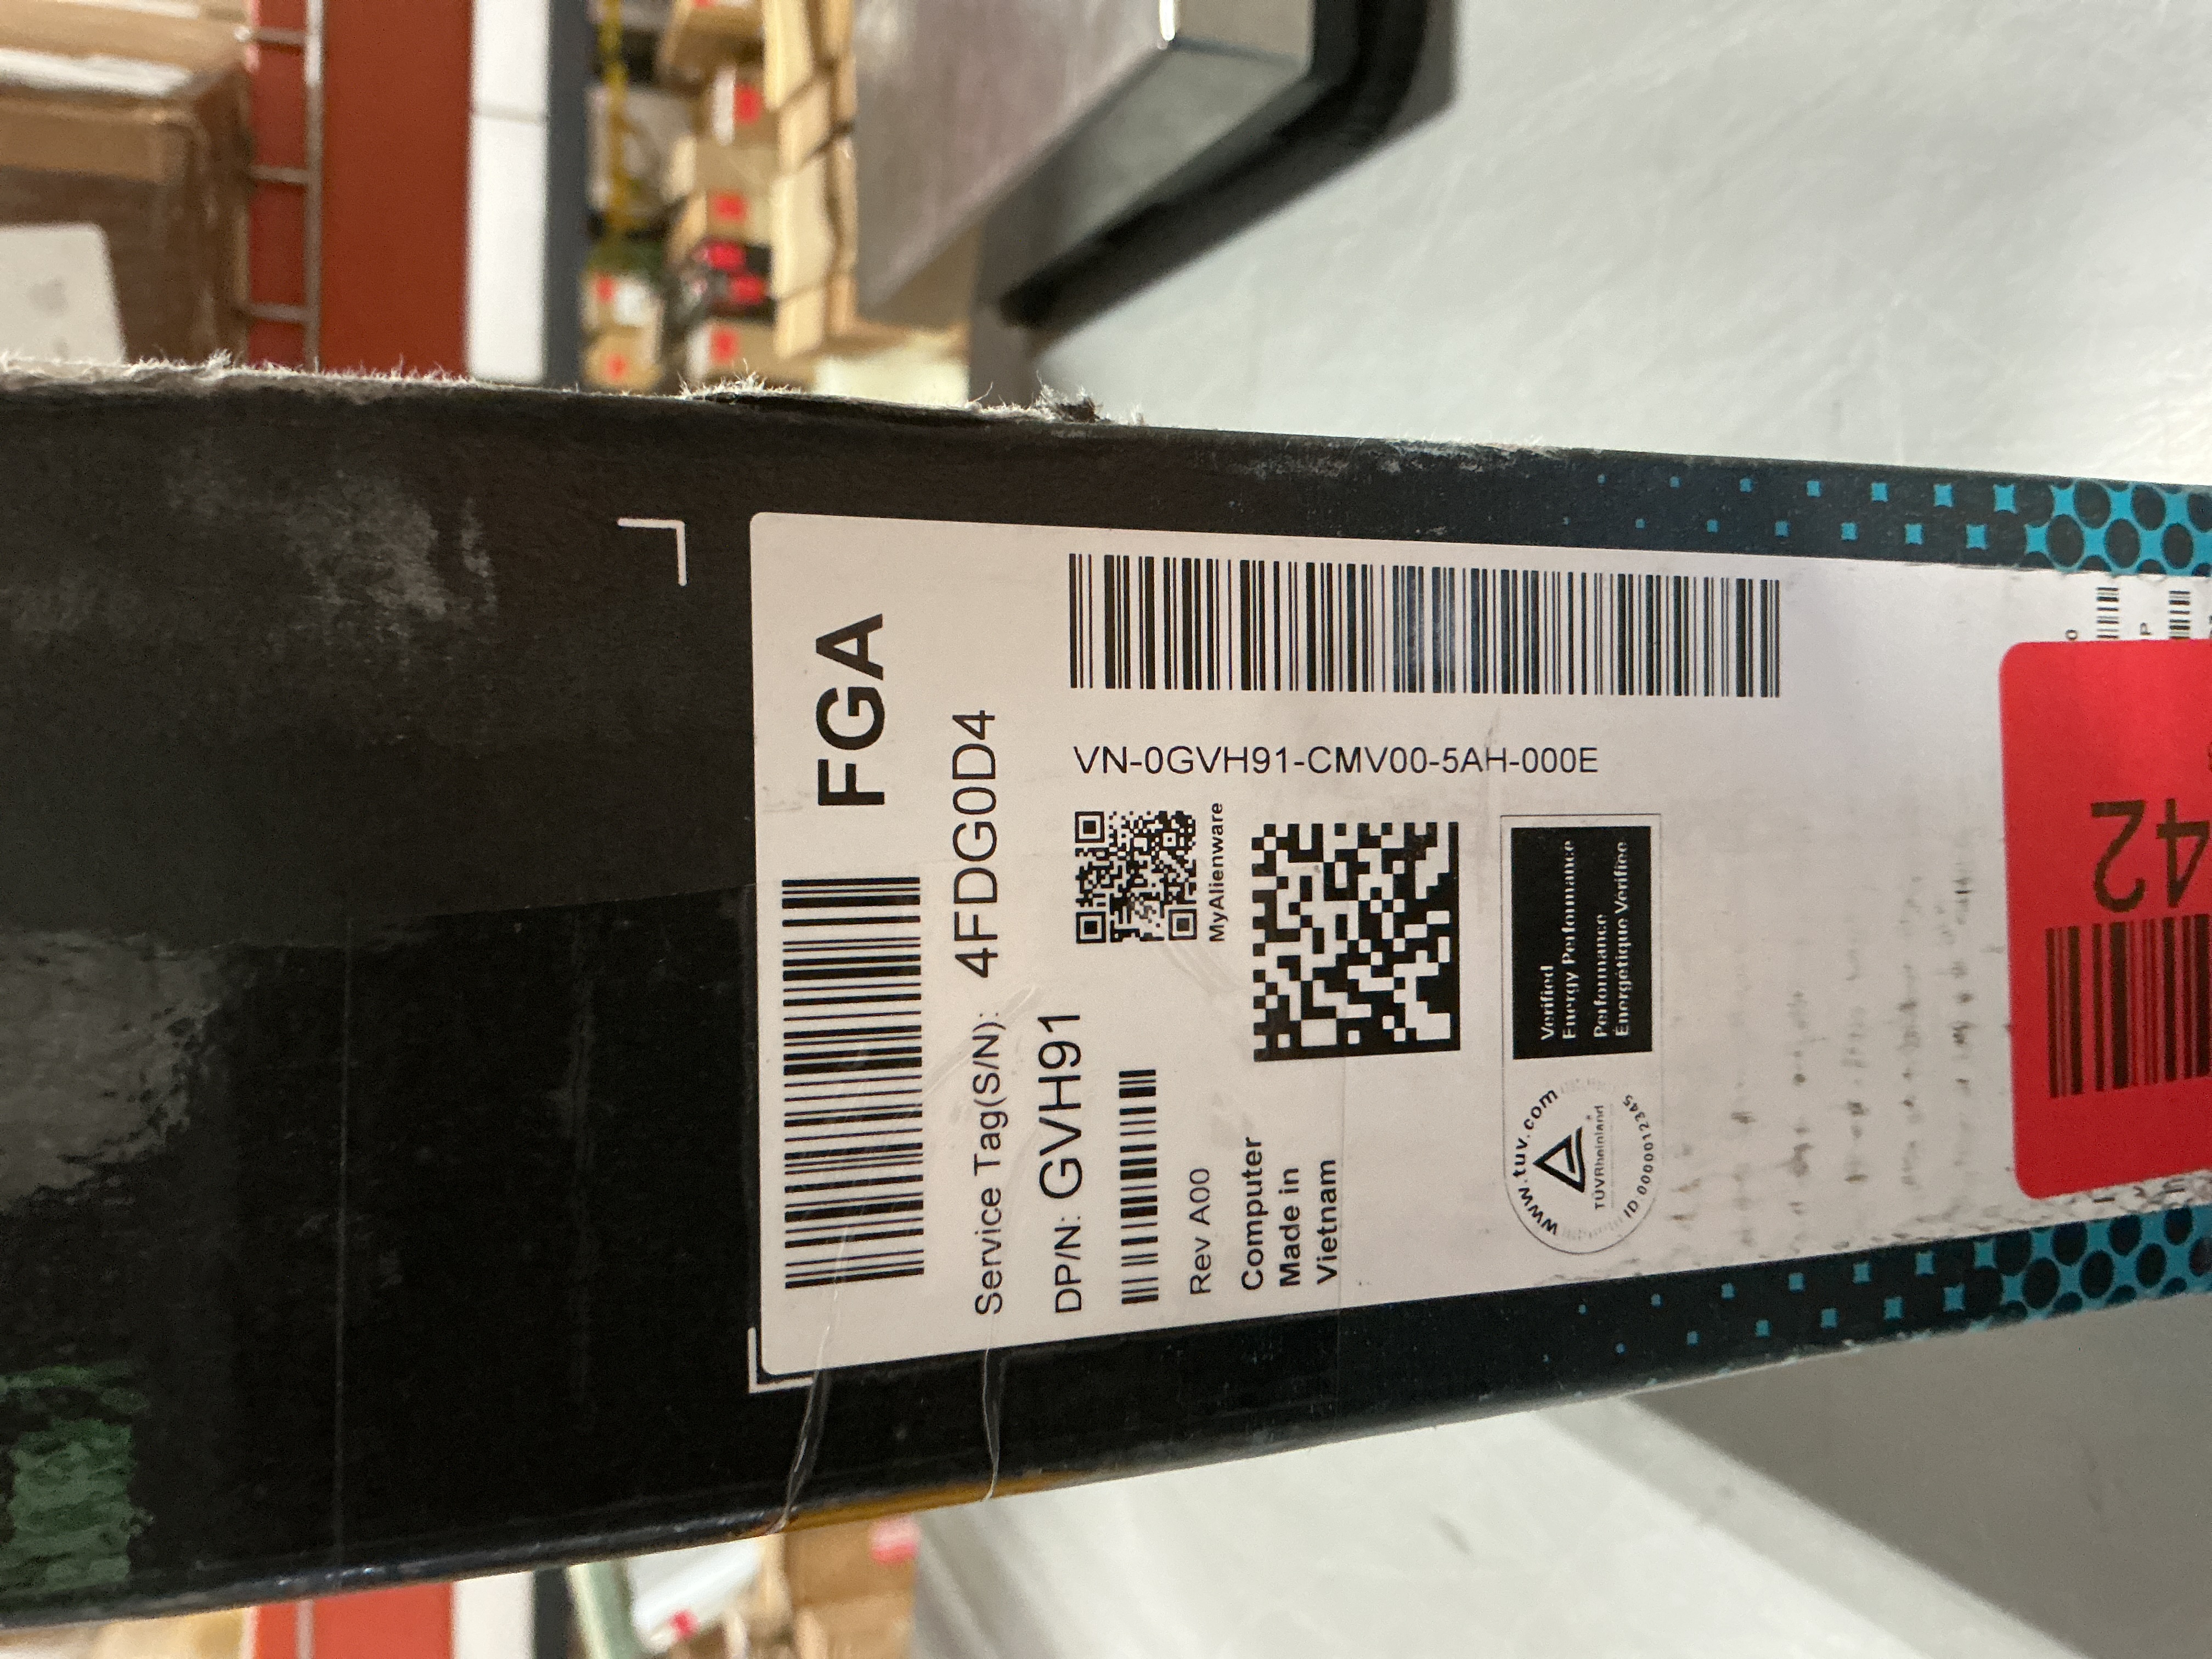 FGA
Service Tag(S/N): 4FDG0D4
DP/N: GVH91
MyAlienware
VN-0GVH91-CMV00-5AH-000E
Rev A00
Computer
Made in
Vietnam
www.tuv.com
TÜVRheinland
ID 0000012345
Verified
Energy Performance
Performance
Énergétique Verifiée
42